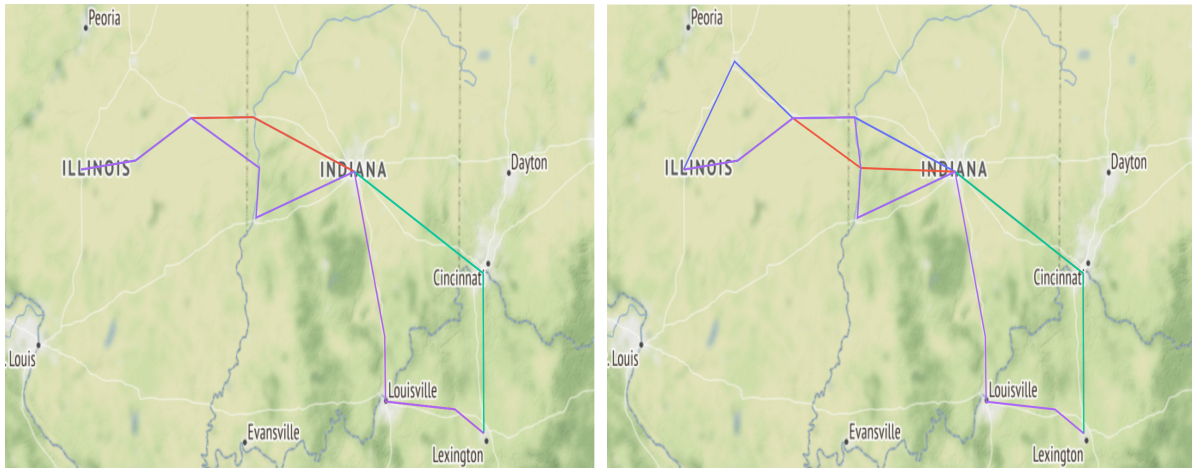 Peoria
ILLINOIS
INDIANA
Dayton
Cincinnat
. Louis
Louisville
Evansville
Lexington
Peoria
ILLINOIS
INDIANA
Dayton
Cincinnat
. Louis
Louisville
Evansville
Lexington